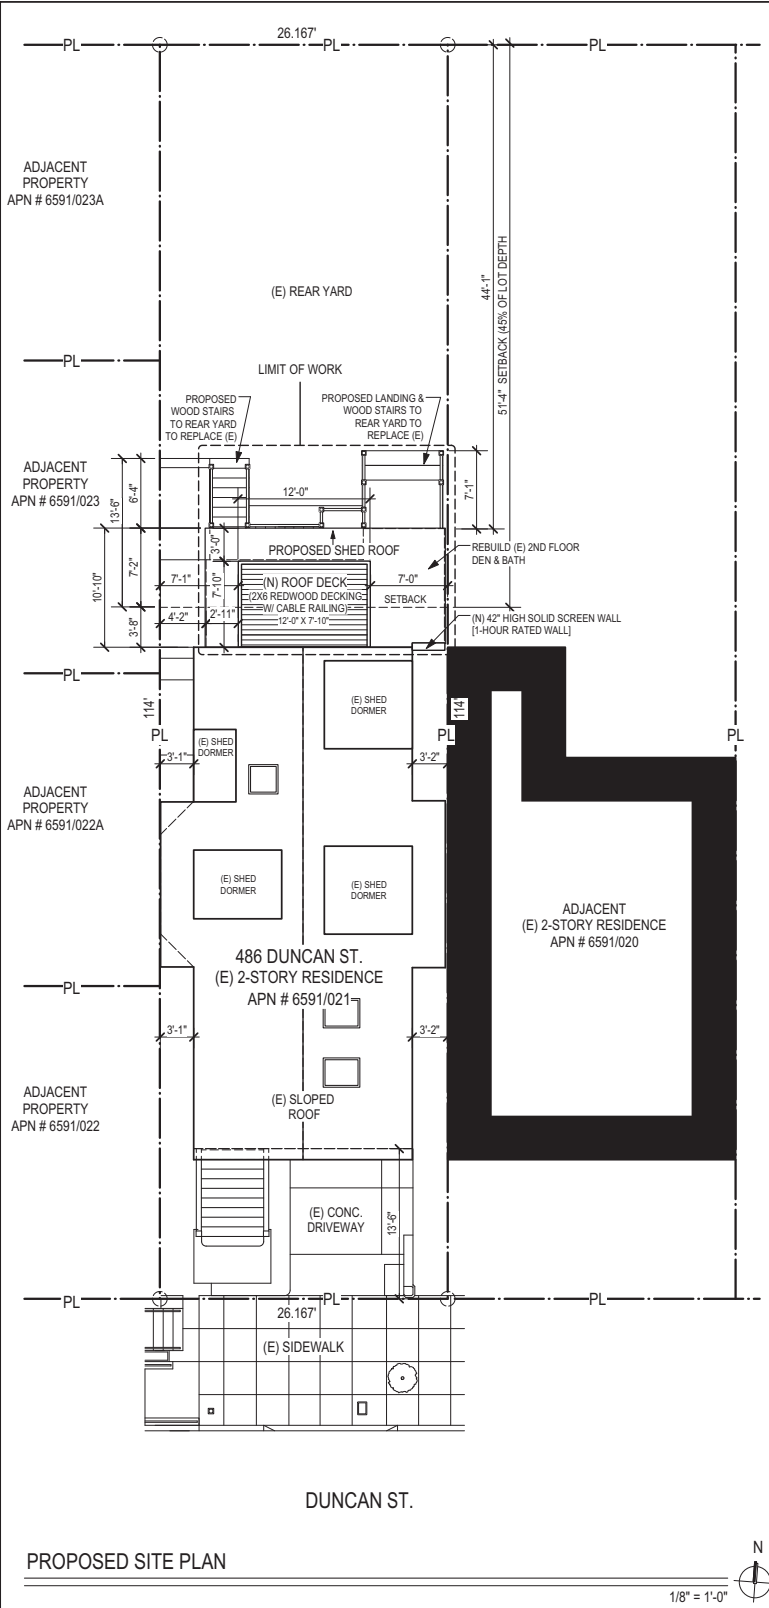 26.167'
PL
PL
PL
ADJACENT
PROPERTY
APN # 6591/023A
44'-1"
51'-4" SETBACK (45% OF LOT DEPTH
(E) REAR YARD
PL
LIMIT OF WORK
PROPOSED
WOOD STAIRS
TO REAR YARD
TO REPLACE (E)
PROPOSED LANDING &
WOOD STAIRS TO
REAR YARD TO
REPLACE (E)
ADJACENT
PROPERTY
APN # 6591/023
13'-6"
6'-4"
12'-0"
7'-1"
10'-10"
7'-2"
3'-0"
PROPOSED SHED ROOF
REBUILD (E) 2ND FLOOR
DEN & BATH
7'-1"
7'-10"
(N) ROOF DECK
(2X6 REDWOOD DECKING
W/ CABLE RAILING)
12'-0" X 7'-10"
7'-0"
SETBACK
3'-8"
4'-2"
2'-11"
(N) 42" HIGH SOLID SCREEN WALL
[1-HOUR RATED WALL]
PL
114'
PL
(E) SHED
DORMER
(E) SHED
DORMER
114'
PL
PL
3'-1"
3'-2"
ADJACENT
PROPERTY
APN # 6591/022A
(E) SHED
DORMER
(E) SHED
DORMER
ADJACENT
(E) 2-STORY RESIDENCE
APN # 6591/020
486 DUNCAN ST.
(E) 2-STORY RESIDENCE
APN # 6591/021
PL
3'-1"
3'-2"
ADJACENT
PROPERTY
APN # 6591/022
(E) SLOPED
ROOF
(E) CONC.
DRIVEWAY
13'-6"
PL
PL
PL
26.167'
(E) SIDEWALK
DUNCAN ST.
PROPOSED SITE PLAN
N
1/8" = 1'-0"